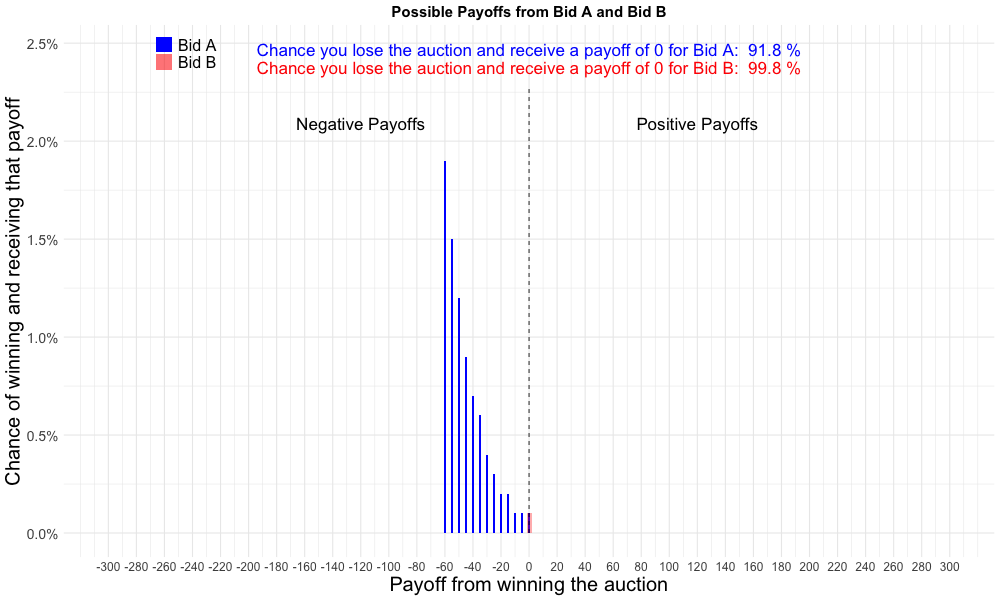 Possible Payoffs from Bid A and Bid B
Bid A
Bid B
Chance you lose the auction and receive a payoff of 0 for Bid A: 91.8 %
Chance you lose the auction and receive a payoff of 0 for Bid B: 99.8 %
Negative Payoffs
Positive Payoffs
Chance of winning and receiving that payoff
2.5%
2.0%
1.5%
1.0%
0.5%
0.0%
-300 -280 -260 -240 -220 -200 -180 -160 -140 -120 -100 -80 -60 -40 -20 0 20 40 60 80 100 120 140 160 180 200 220 240 260 280 300
Payoff from winning the auction